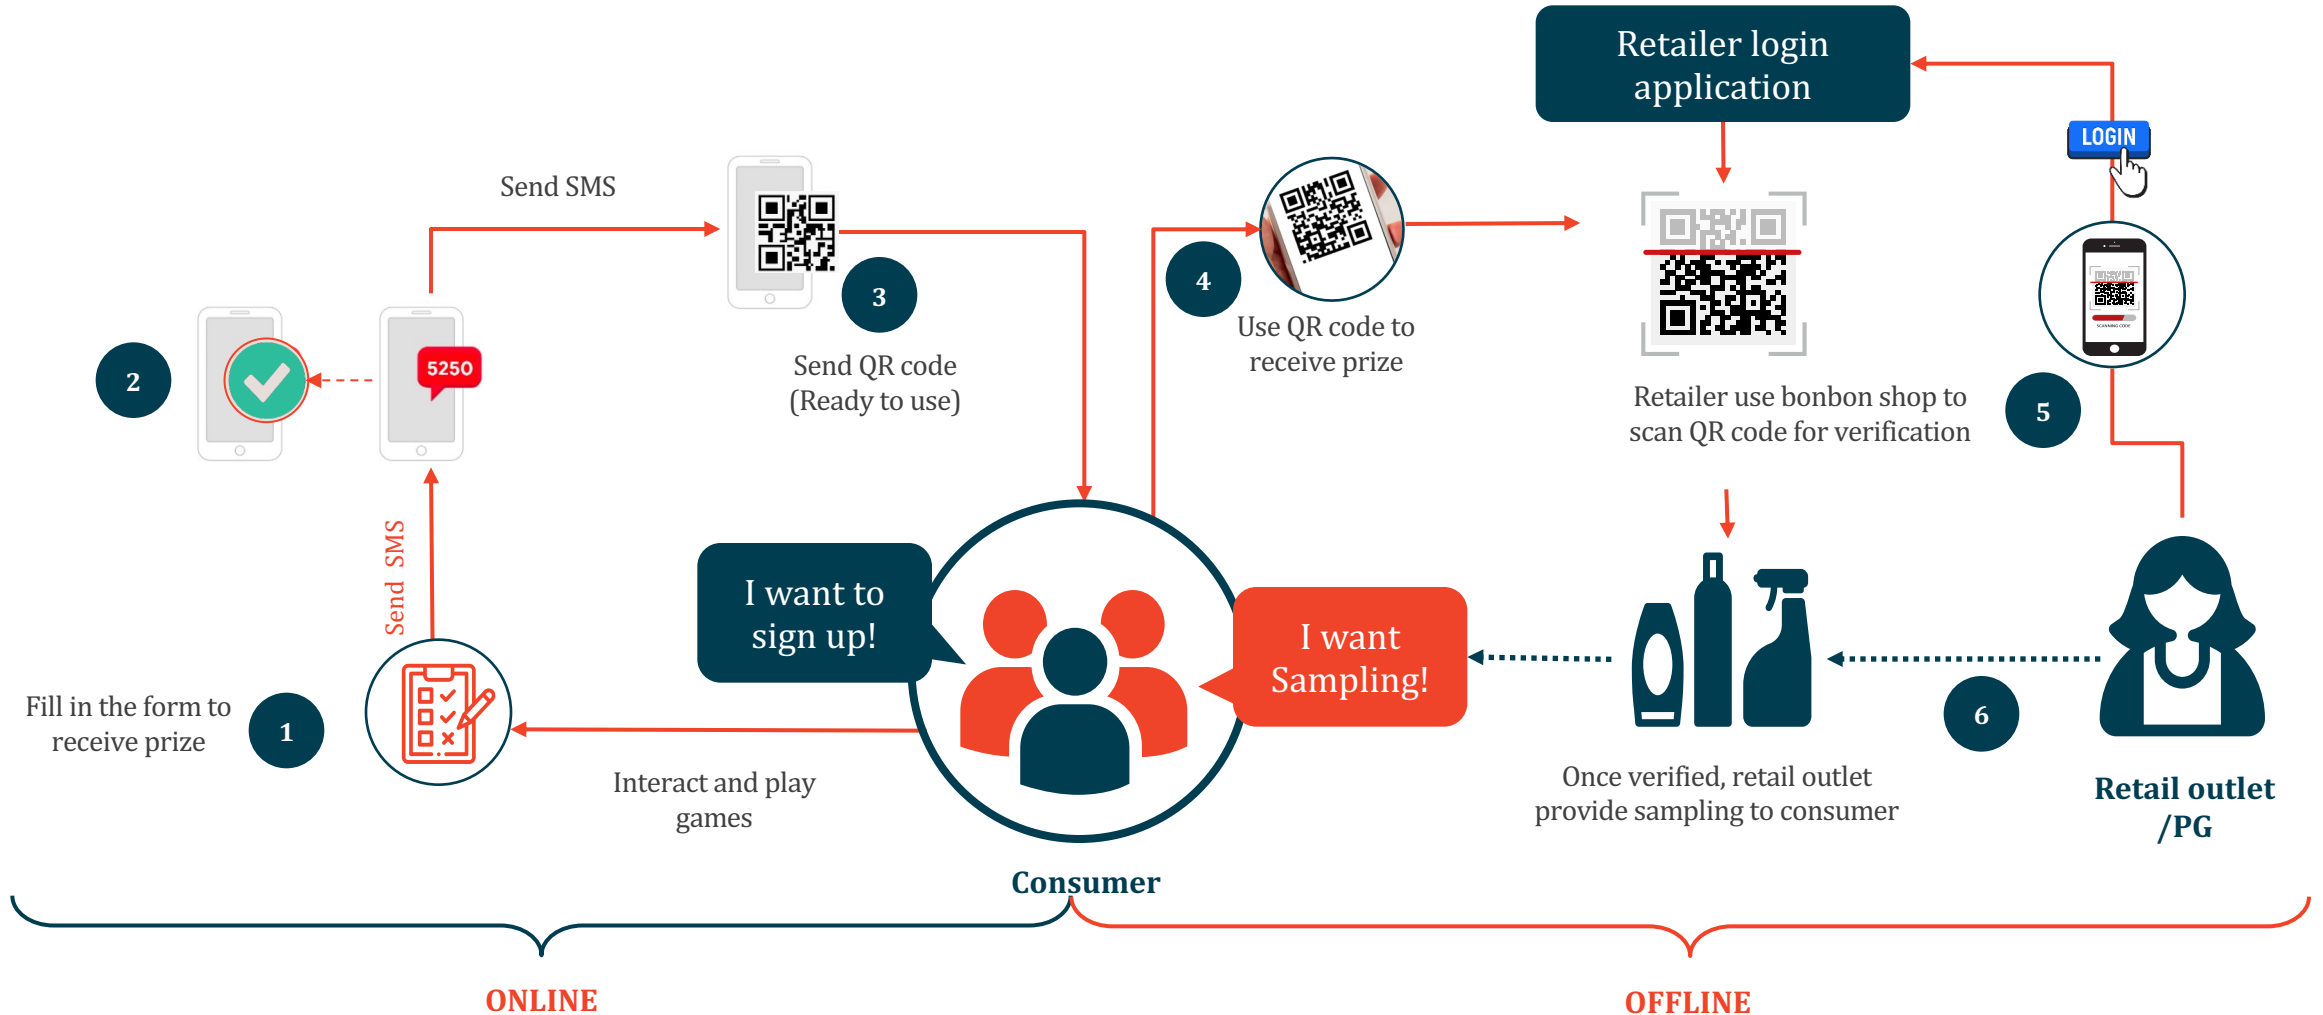 Retailer login
application
LOGIN
Send SMS
5250
2
3
Send QR code
(Ready to use)
4
Use QR code to
receive prize
SCANNING CODE
Retailer use bonbon shop to
scan QR code for verification
5
Send SMS
Fill in the form to
receive prize
1
Interact and play
games
I want to
sign up!
I want
Sampling!
Consumer
6
Once verified, retail outlet
provide sampling to consumer
Retail outlet
/PG
ONLINE
OFFLINE